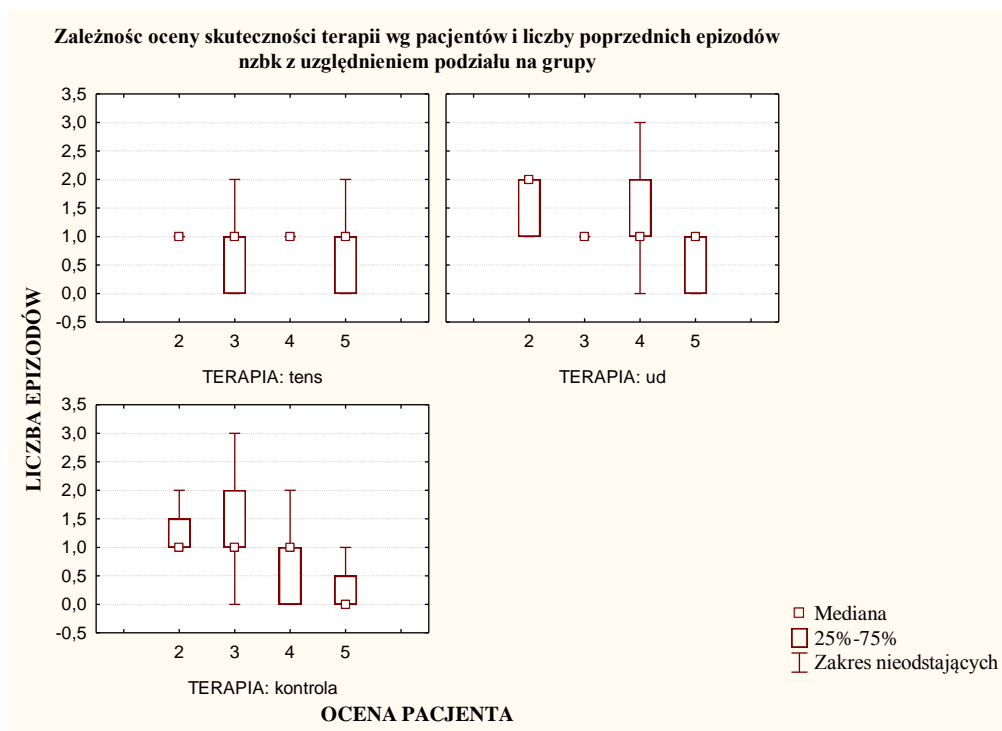 Zależnośc oceny skuteczności terapii wg pacjentów i liczby poprzednich epizodów
nzbk z uględnieniem podziału na grupy
LICZBA EPIZODÓW
3,5
3,0
2,5
2,0
1,5
1,0
0,5
0,0
-0,5
2 3 4 5
TERAPIA: tens
2 3 4 5
TERAPIA: ud
3,5
3,0
2,5
2,0
1,5
1,0
0,5
0,0
-0,5
2 3 4 5
TERAPIA: kontrola
OCENA PACJENTA
Mediana
25%-75%
Zakres nieodstających